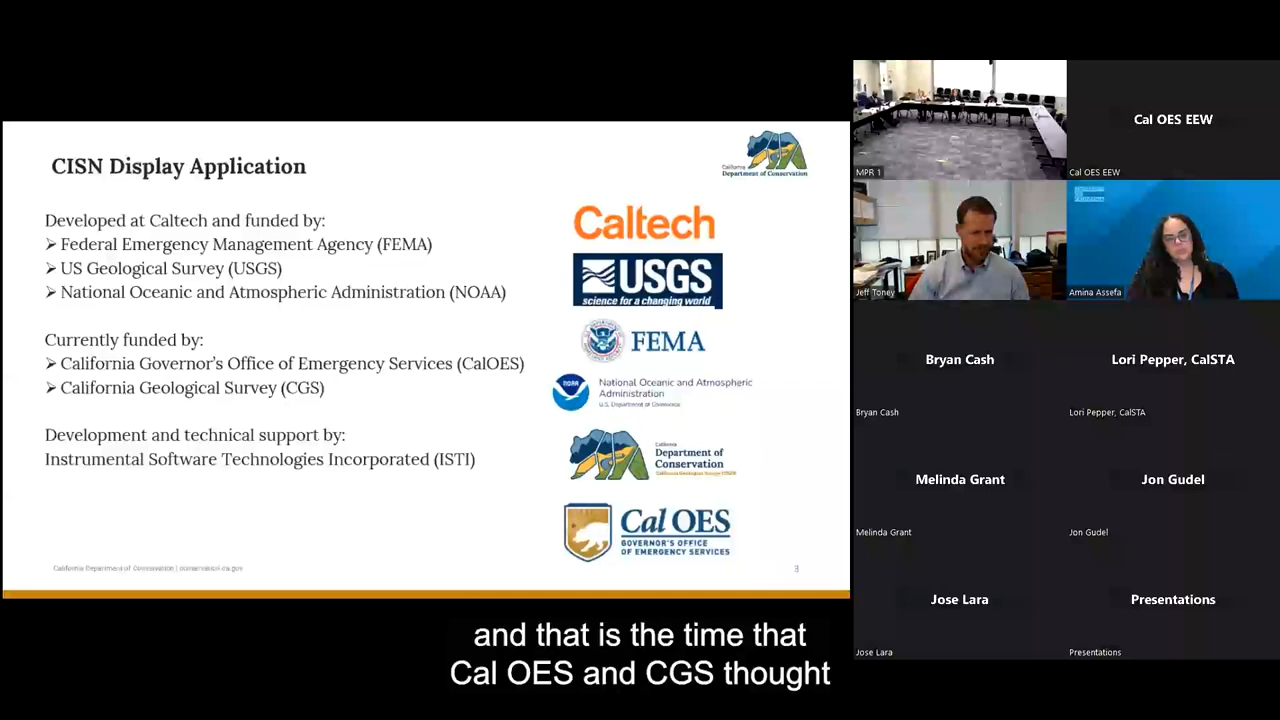 CISN Display Application
California
Department of Conservation
Developed at Caltech and funded by:
➢ Federal Emergency Management Agency (FEMA)
➢ US Geological Survey (USGS)
➢ National Oceanic and Atmospheric Administration (NOAA)
Currently funded by:
➢ California Governor's Office of Emergency Services (CalOES)
➢ California Geological Survey (CGS)
Development and technical support by:
Instrumental Software Technologies Incorporated (ISTI)
Caltech
USGS
science for a changing world
FEMA
NOAA
National Oceanic and Atmospheric
Administration
U.S. Department of Commerce
California
Department of
Conservation
Cal OES
GOVERNOR'S OFFICE
OF EMERGENCY SERVICES
California Department of Conservation | conservation.ca.gov
MPR 1
Cal OES EEW
Cal OES EEW
Jeff Toney
Amina Assefa
Bryan Cash
Lori Pepper, CalSTA
Bryan Cash
Lori Pepper, CalSTA
Melinda Grant
Jon Gudel
Melinda Grant
Jon Gudel
Jose Lara
Presentations
Jose Lara
Presentations
and that is the time that
Cal OES and CGS thought